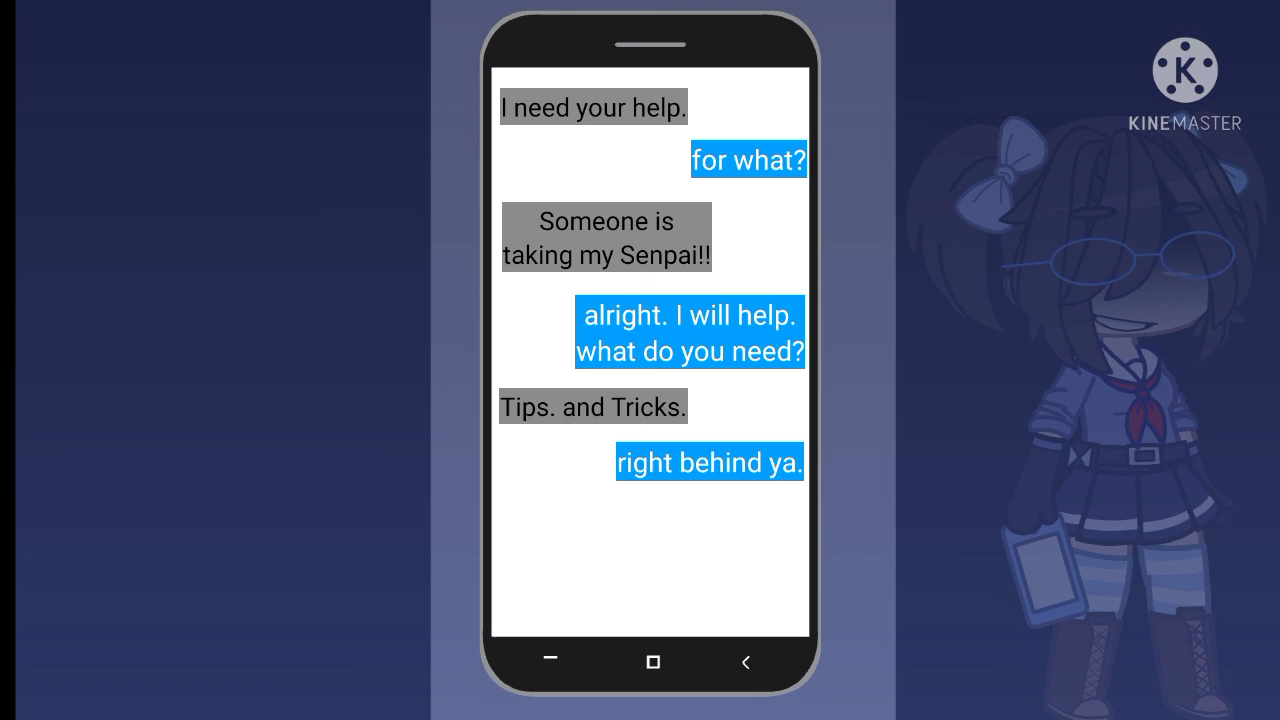 I need your help.
for what?
Someone is
taking my Senpai!!
alright. I will help.
what do you need?
Tips. and Tricks.
right behind ya.
K
KINEMASTER